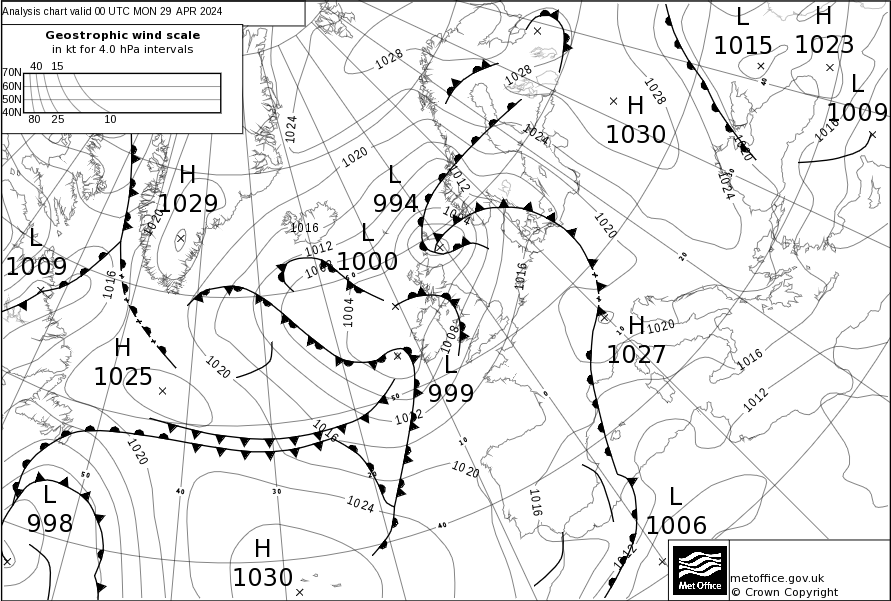 Analysis chart valid 00 UTC MON 29 APR 2024
Geostrophic wind scale
in kt for 4.0 hPa intervals
40 15
70N
60N
50N
40N
80 25 10
L
1015
H
1023
L
1009
H
1030
1028
1028
1028
1024
1024
1024
1020
1020
1016
1020
1012
1004
H
1029
L
994
L
1000
L
1009
1016
1012
1016
1004
1016
1020
H
1025
1020
1008
L
999
H
1027
1020
1016
1012
1012
1016
1020
1020
1024
1016
L
998
H
1030
L
1006
1012
50
40
30
20
10
0
40
50
10
20
30
40
Met Office
metoffice.gov.uk
© Crown Copyright